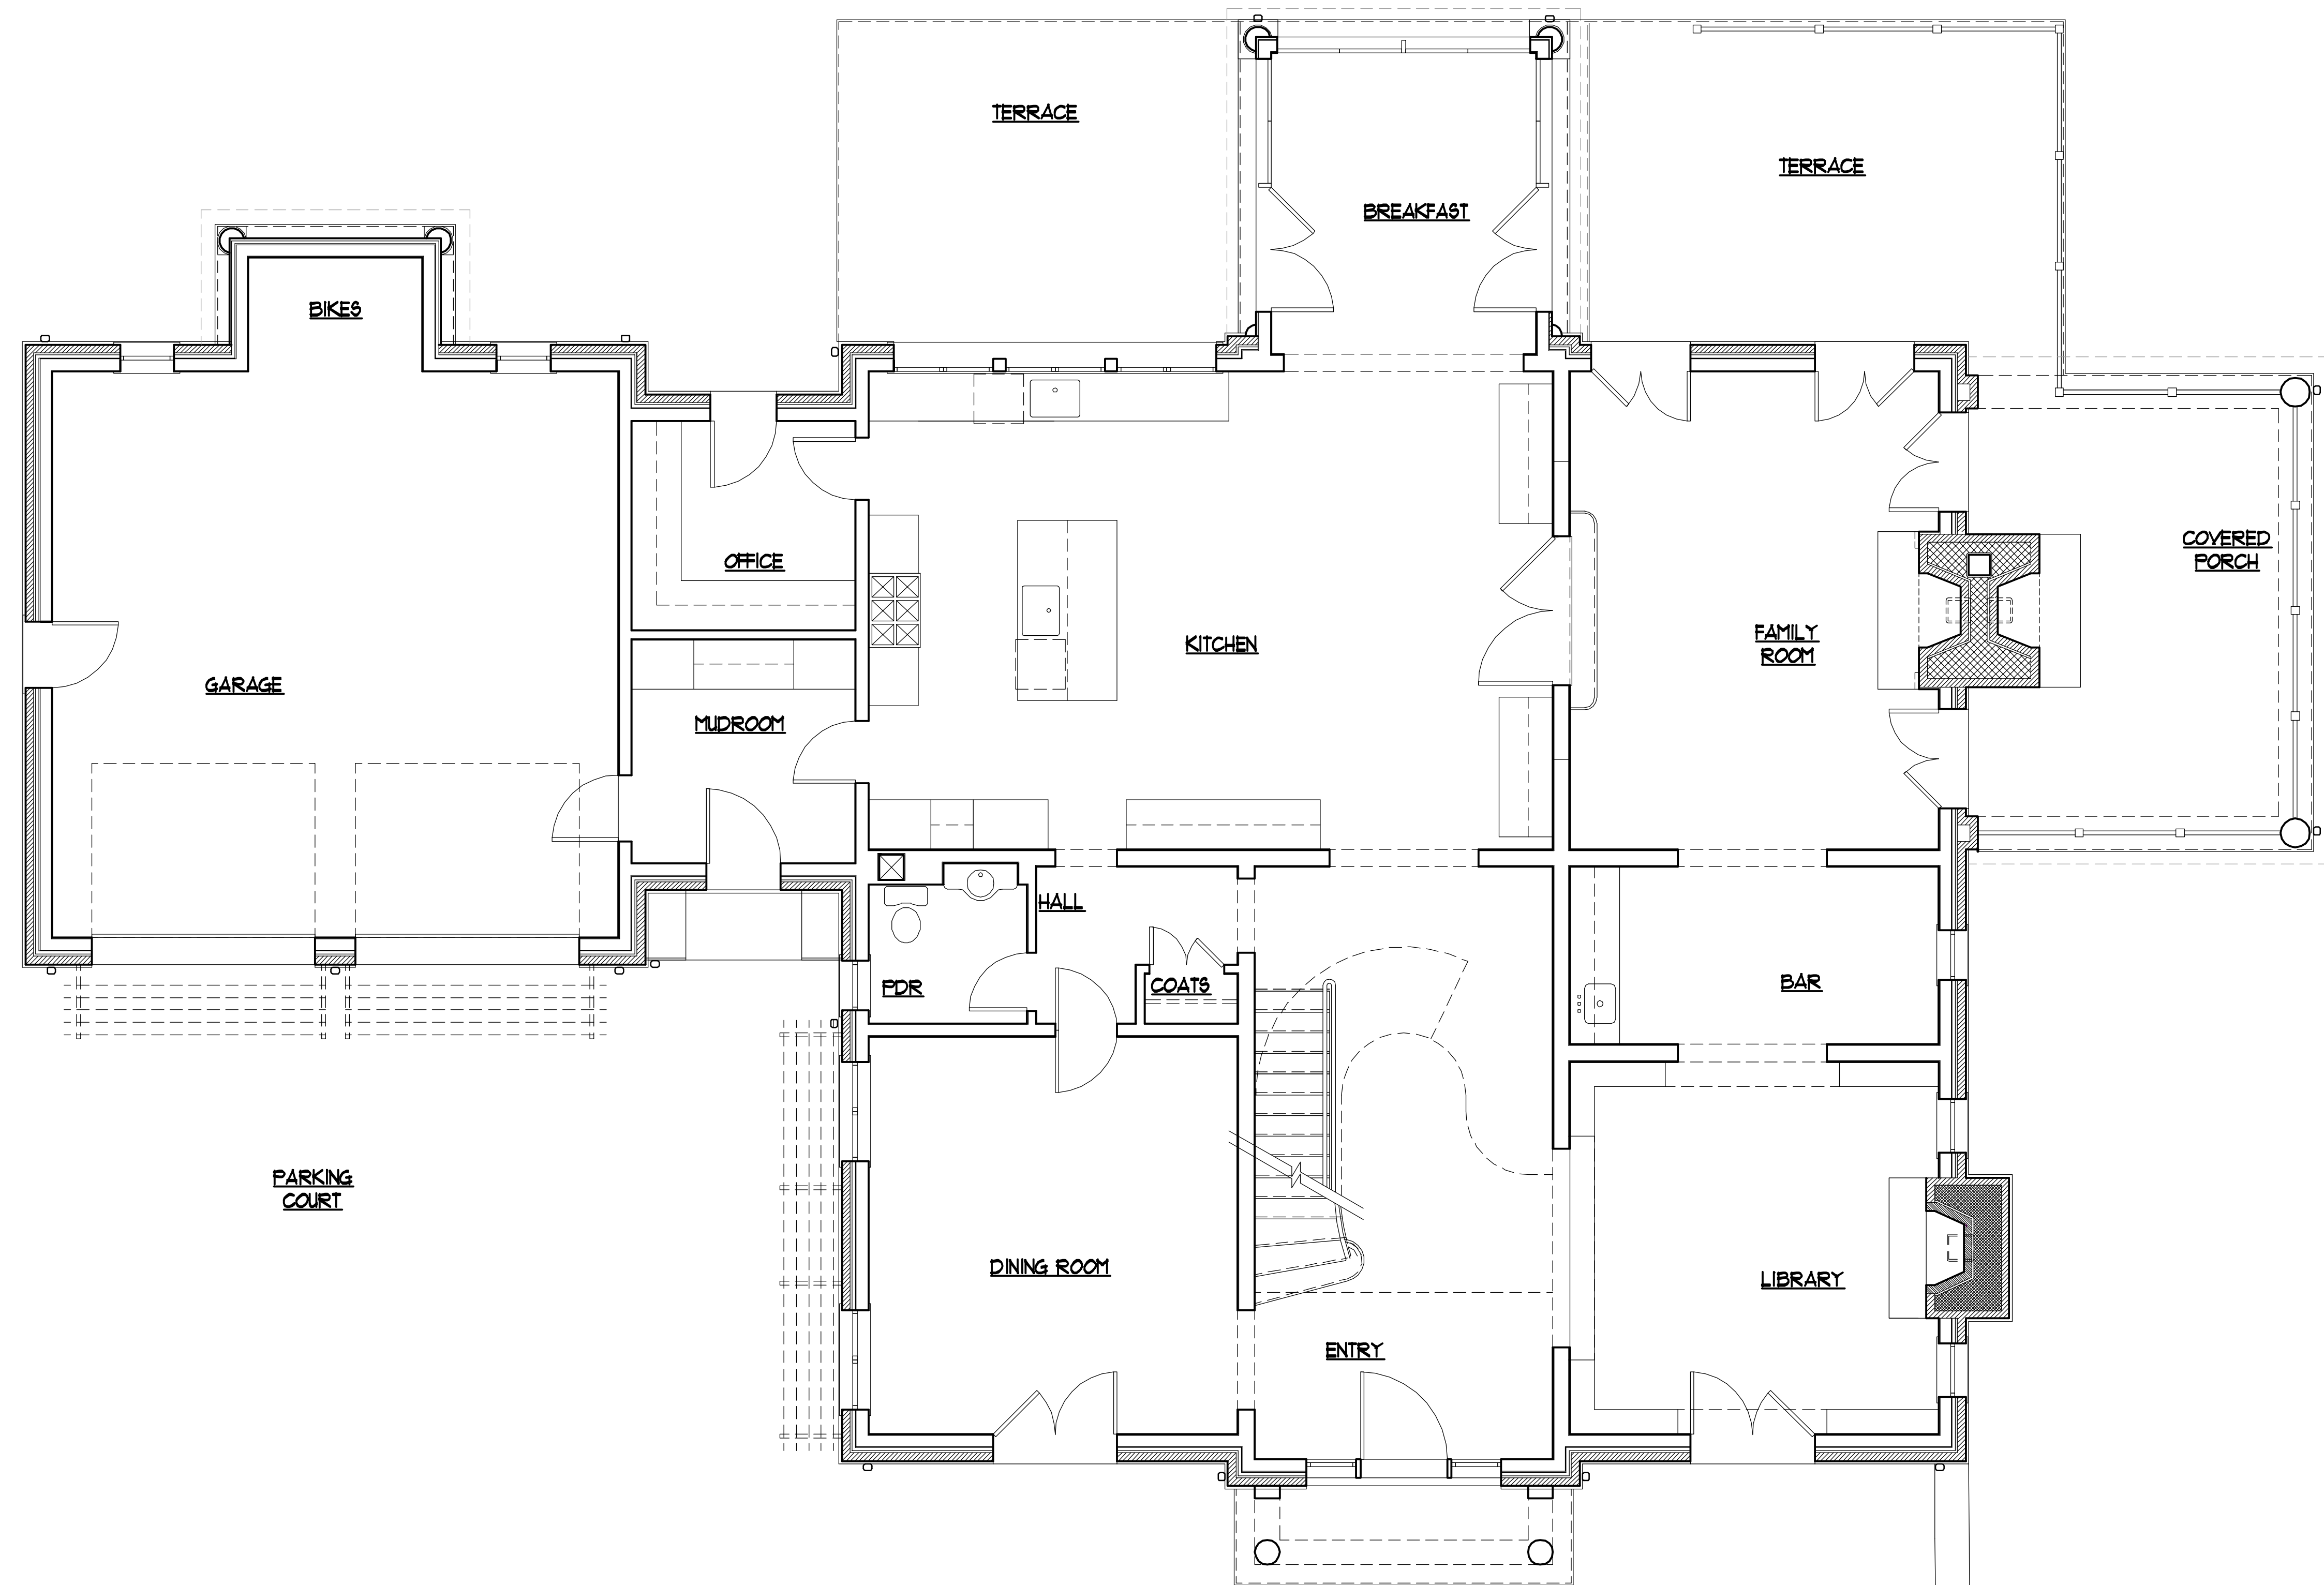 TERRACE
TERRACE
BREAKFAST
BIKES
COVERED
PORCH
OFFICE
KITCHEN
FAMILY
ROOM
GARAGE
MUDROOM
HALL
PDR
COATS
BAR
PARKING
COURT
DINING ROOM
LIBRARY
ENTRY